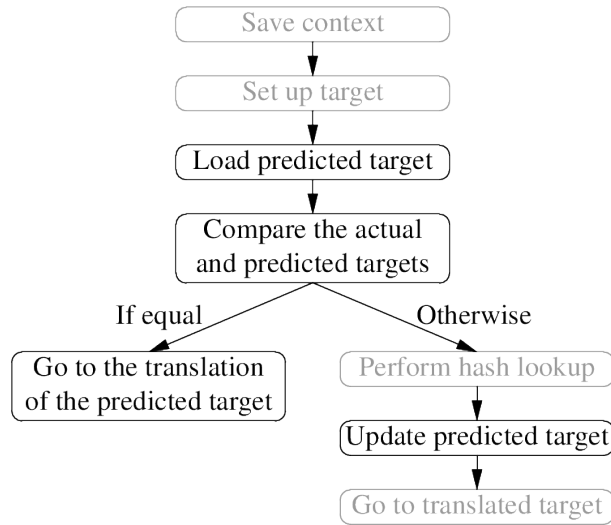 Save context
Set up target
Load predicted target
Compare the actual
and predicted targets
If equal
Otherwise
Go to the translation
of the predicted target
Perform hash lookup
Update predicted target
Go to translated target